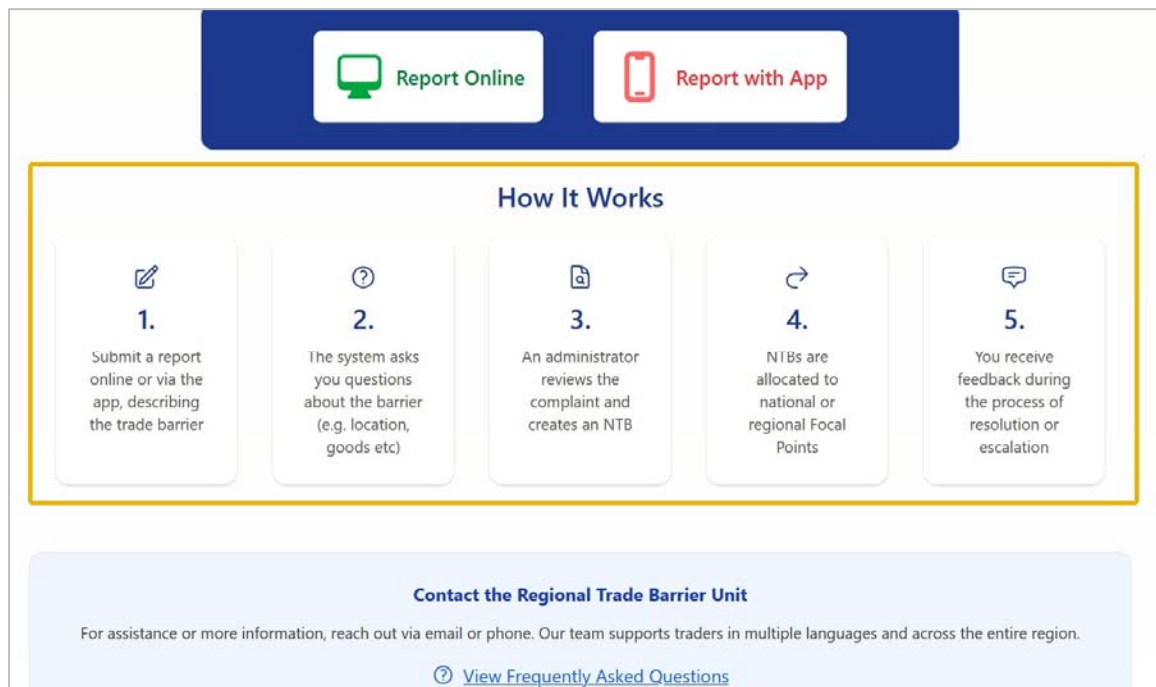 Report Online
Report with App
How It Works
1.
Submit a report
online or via the
app, describing
the trade barrier
2.
The system asks
you questions
about the barrier
(e.g. location,
goods etc)
3.
An administrator
reviews the
complaint and
creates an NTB
4.
NTBs are
allocated to
national or
regional Focal
Points
5.
You receive
feedback during
the process of
resolution or
escalation
Contact the Regional Trade Barrier Unit
For assistance or more information, reach out via email or phone. Our team supports traders in multiple languages and across the entire region.
View Frequently Asked Questions